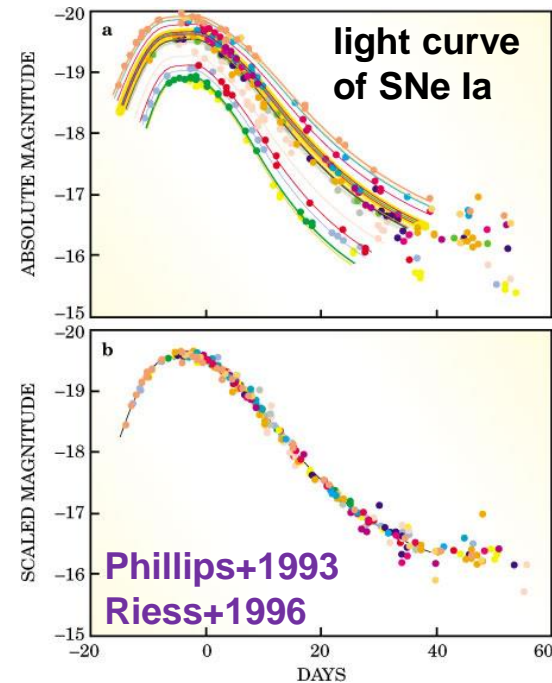 a
light curve
of SNe Ia
ABSOLUTE MAGNITUDE
−20
−19
−18
−17
−16
−15
b
SCALED MAGNITUDE
−20
−19
−18
−17
−16
−15
Phillips+1993
Riess+1996
−20 0 20 40 60
DAYS